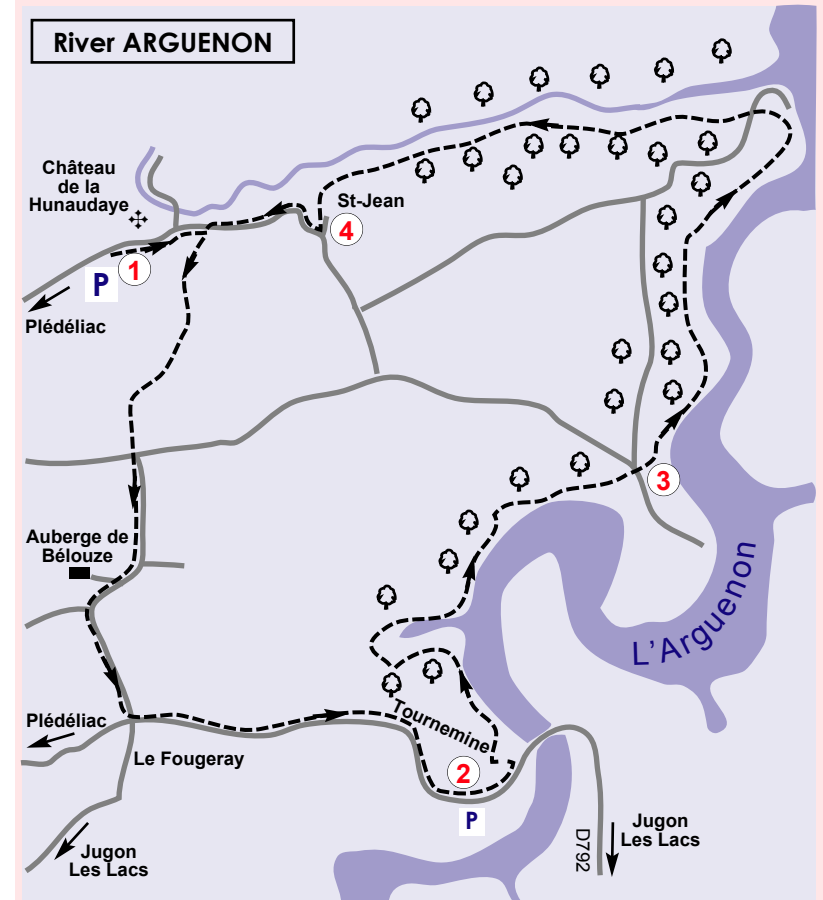 River ARGUENON
Château
de la
Hunaudaye
St-Jean
4
1
P
Plédéliac
3
Auberge de
Bélouze
L'Arguenon
Plédéliac
Tournemine
Le Fougeray
2
P
D792
Jugon
Les Lacs
Jugon
Les Lacs